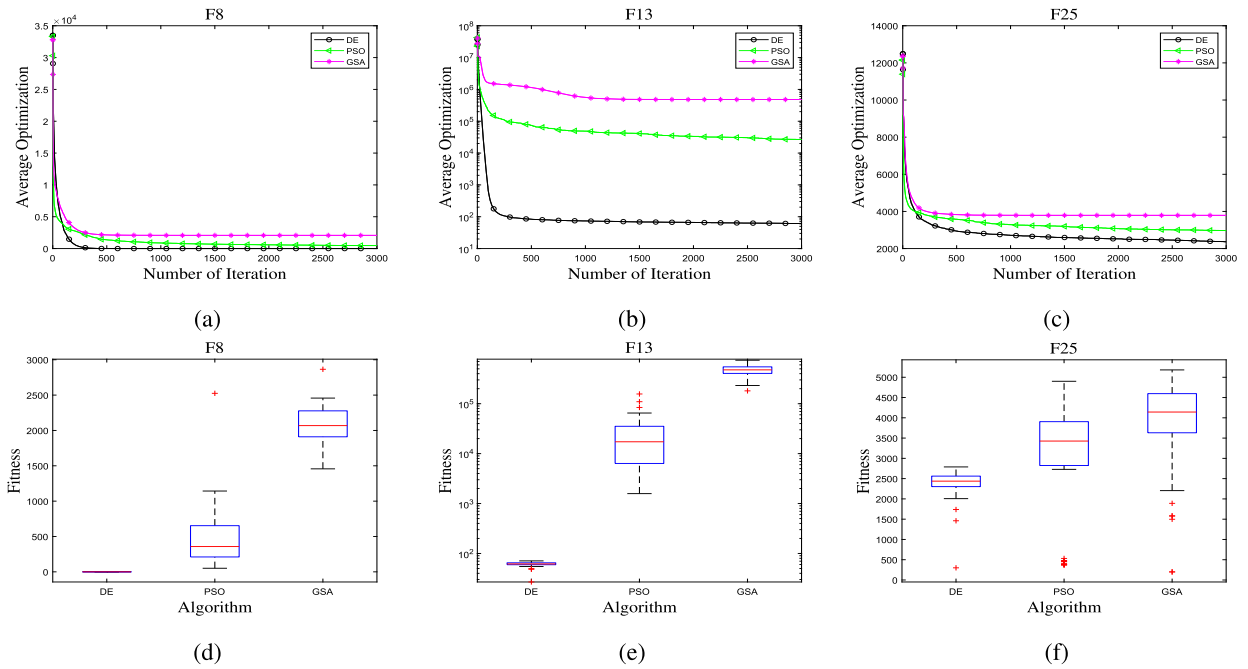 F8
×10^4
3.5
3
2.5
2
1.5
1
0.5
0
0 500 1000 1500 2000 2500 3000
Average Optimization
Number of Iteration
DE
PSO
GSA
(a)
F13
10^8
10^7
10^6
10^5
10^4
10^3
10^2
10^1
0 500 1000 1500 2000 2500 3000
Average Optimization
Number of Iteration
DE
PSO
GSA
(b)
F25
14000
12000
10000
8000
6000
4000
2000
0 500 1000 1500 2000 2500 3000
Average Optimization
Number of Iteration
DE
PSO
GSA
(c)
F8
3000
2500
2000
1500
1000
500
0
Fitness
DE PSO GSA
Algorithm
(d)
F13
10^5
10^4
10^3
10^2
Fitness
DE PSO GSA
Algorithm
(e)
F25
5000
4500
4000
3500
3000
2500
2000
1500
1000
500
0
Fitness
DE PSO GSA
Algorithm
(f)